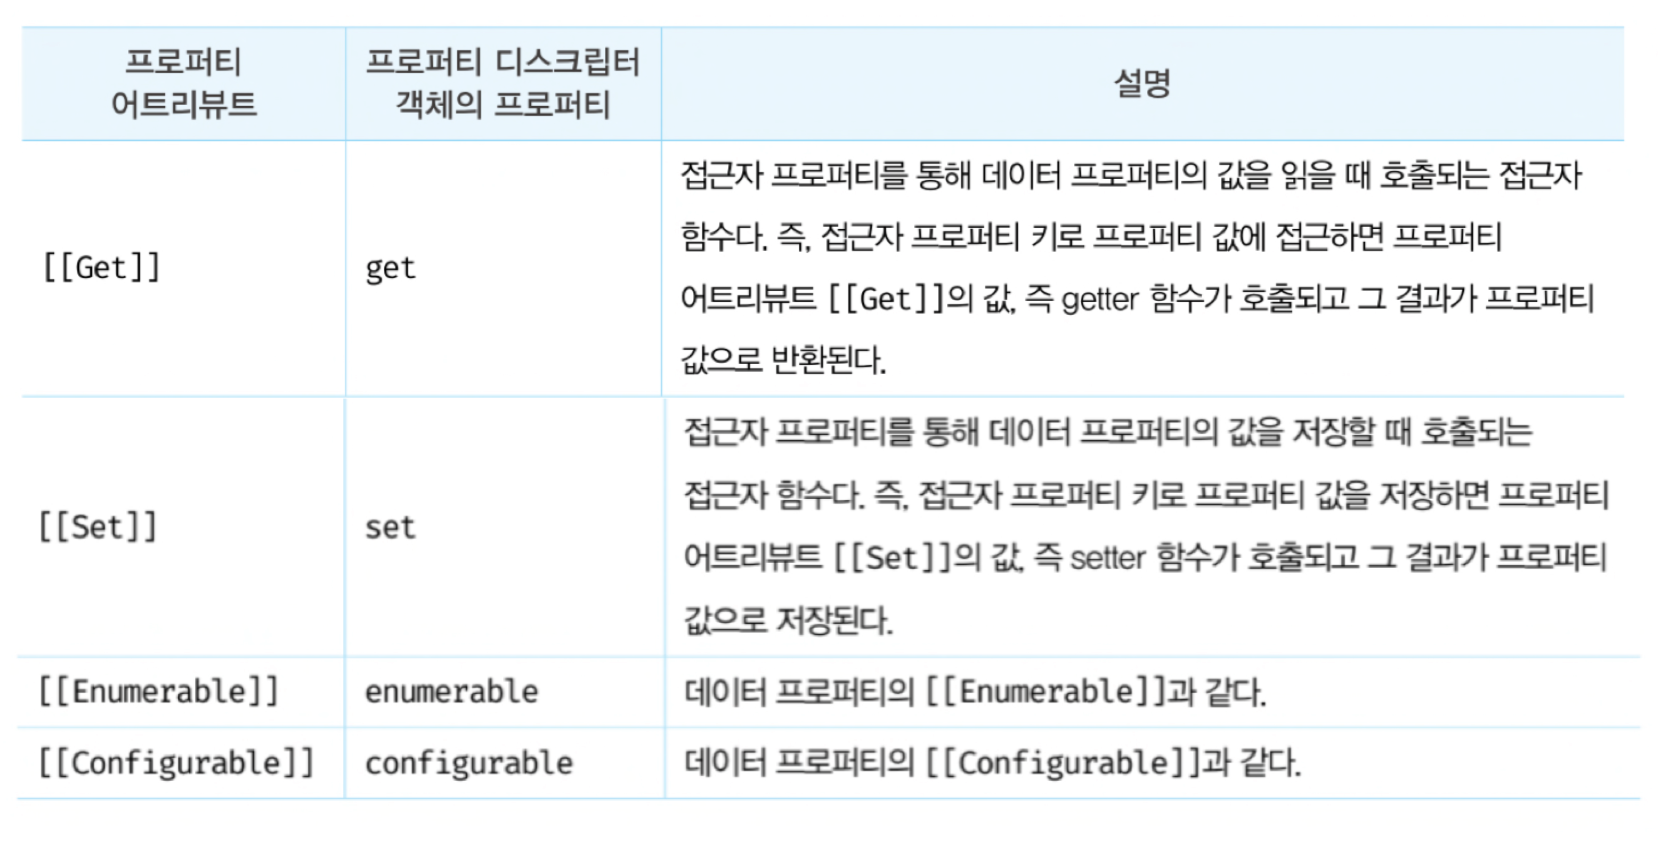 프로퍼티
어트리뷰트
프로퍼티 디스크립터
객체의 프로퍼티
설명
[[Get]]
get
접근자 프로퍼티를 통해 데이터 프로퍼티의 값을 읽을 때 호출되는 접근자
함수다. 즉, 접근자 프로퍼티 키로 프로퍼티 값에 접근하면 프로퍼티
어트리뷰트 [[Get]]의 값, 즉 getter 함수가 호출되고 그 결과가 프로퍼티
값으로 반환된다.
[[Set]]
set
접근자 프로퍼티를 통해 데이터 프로퍼티의 값을 저장할 때 호출되는
접근자 함수다. 즉, 접근자 프로퍼티 키로 프로퍼티 값을 저장하면 프로퍼티
어트리뷰트 [[Set]]의 값, 즉 setter 함수가 호출되고 그 결과가 프로퍼티
값으로 저장된다.
[[Enumerable]]
enumerable
데이터 프로퍼티의 [[Enumerable]]과 같다.
[[Configurable]]
configurable
데이터 프로퍼티의 [[Configurable]]과 같다.